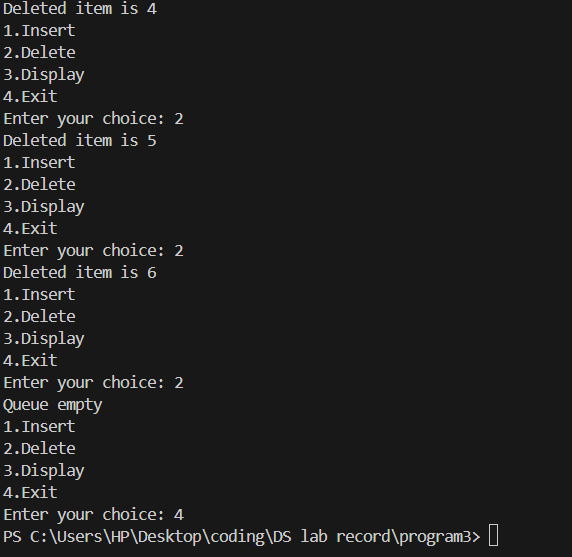 Deleted item is 4
1.Insert
2.Delete
3.Display
4.Exit
Enter your choice: 2
Deleted item is 5
1.Insert
2.Delete
3.Display
4.Exit
Enter your choice: 2
Deleted item is 6
1.Insert
2.Delete
3.Display
4.Exit
Enter your choice: 2
Queue empty
1.Insert
2.Delete
3.Display
4.Exit
Enter your choice: 4
PS C:\Users\HP\Desktop\coding\DS lab record\program3>